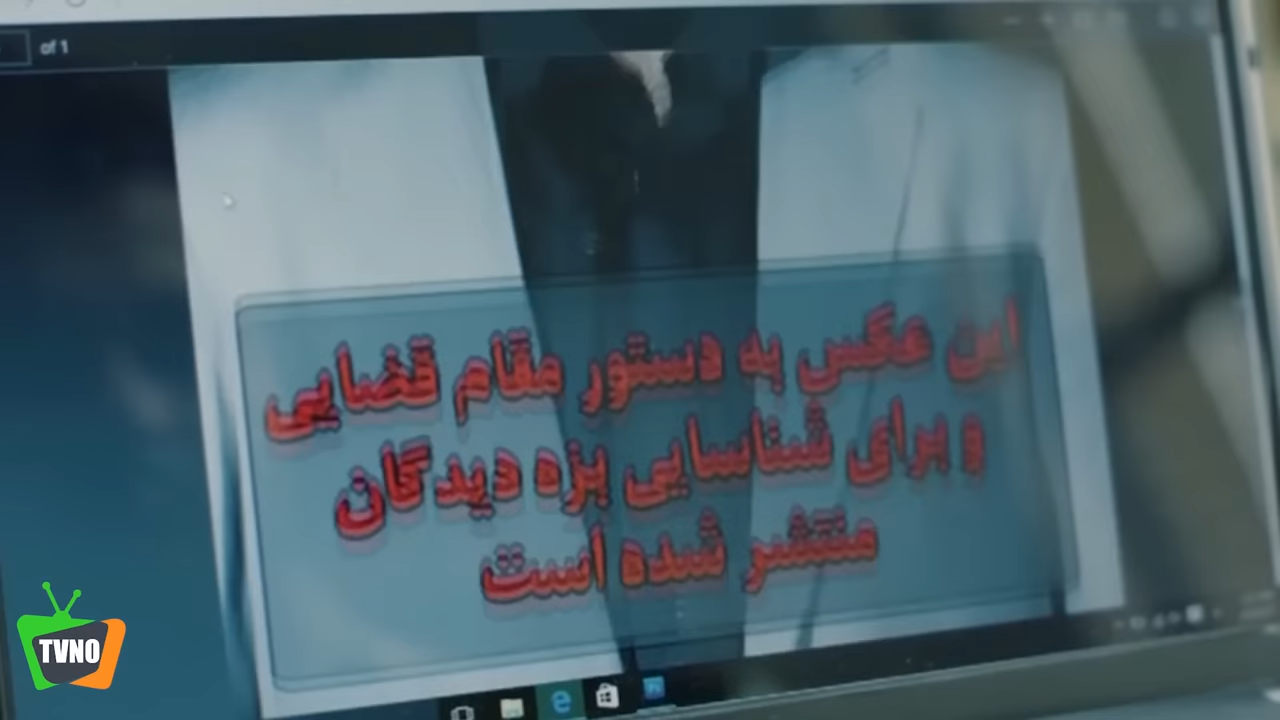 of 1
این عکس به دستور مقام قضایی
و برای شناسایی بزه دیدگان
منتشر شده است
TVNO